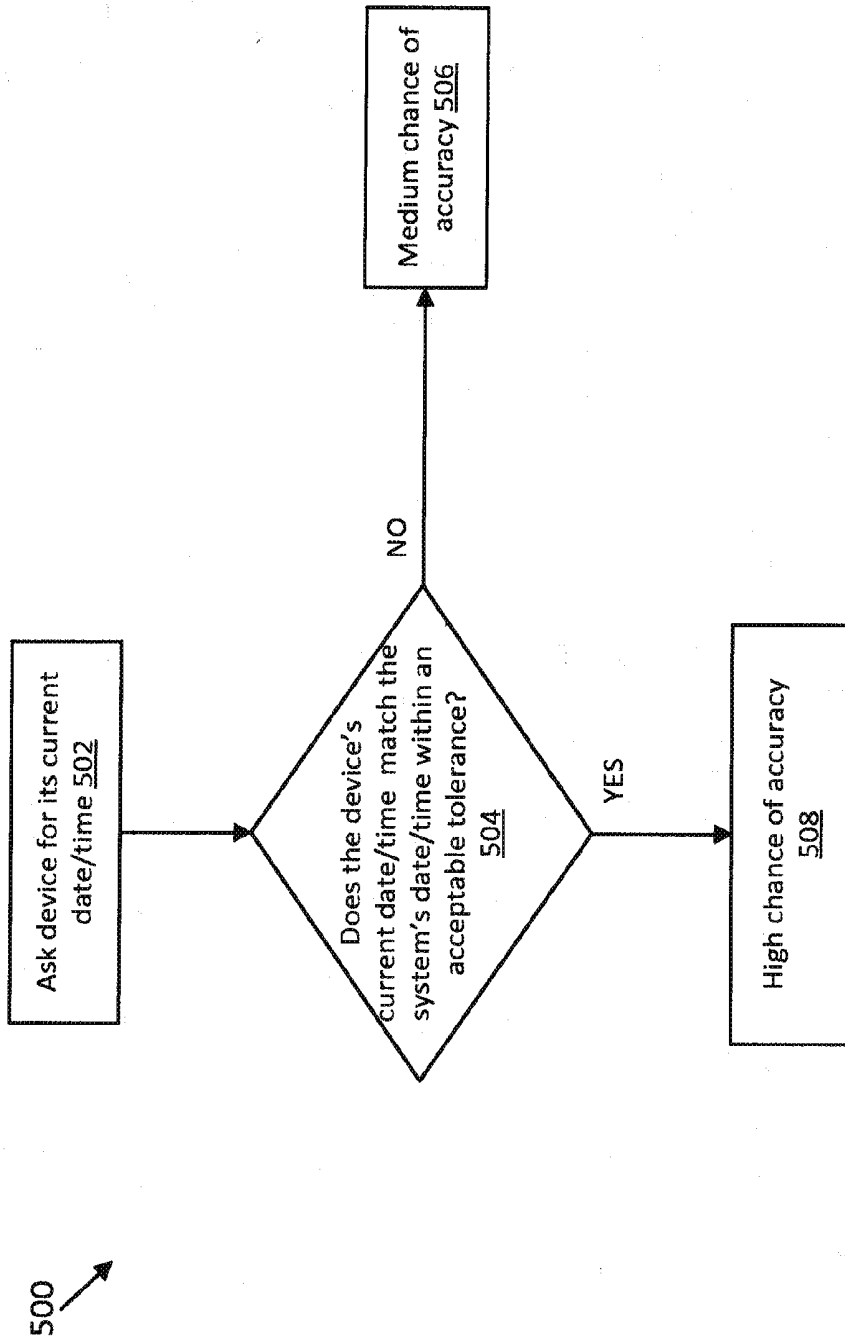 500
Ask device for its current
date/time 502
Does the device's
current date/time match the
system's date/time within an
acceptable tolerance?
504
NO
Medium chance of
accuracy 506
YES
High chance of accuracy
508